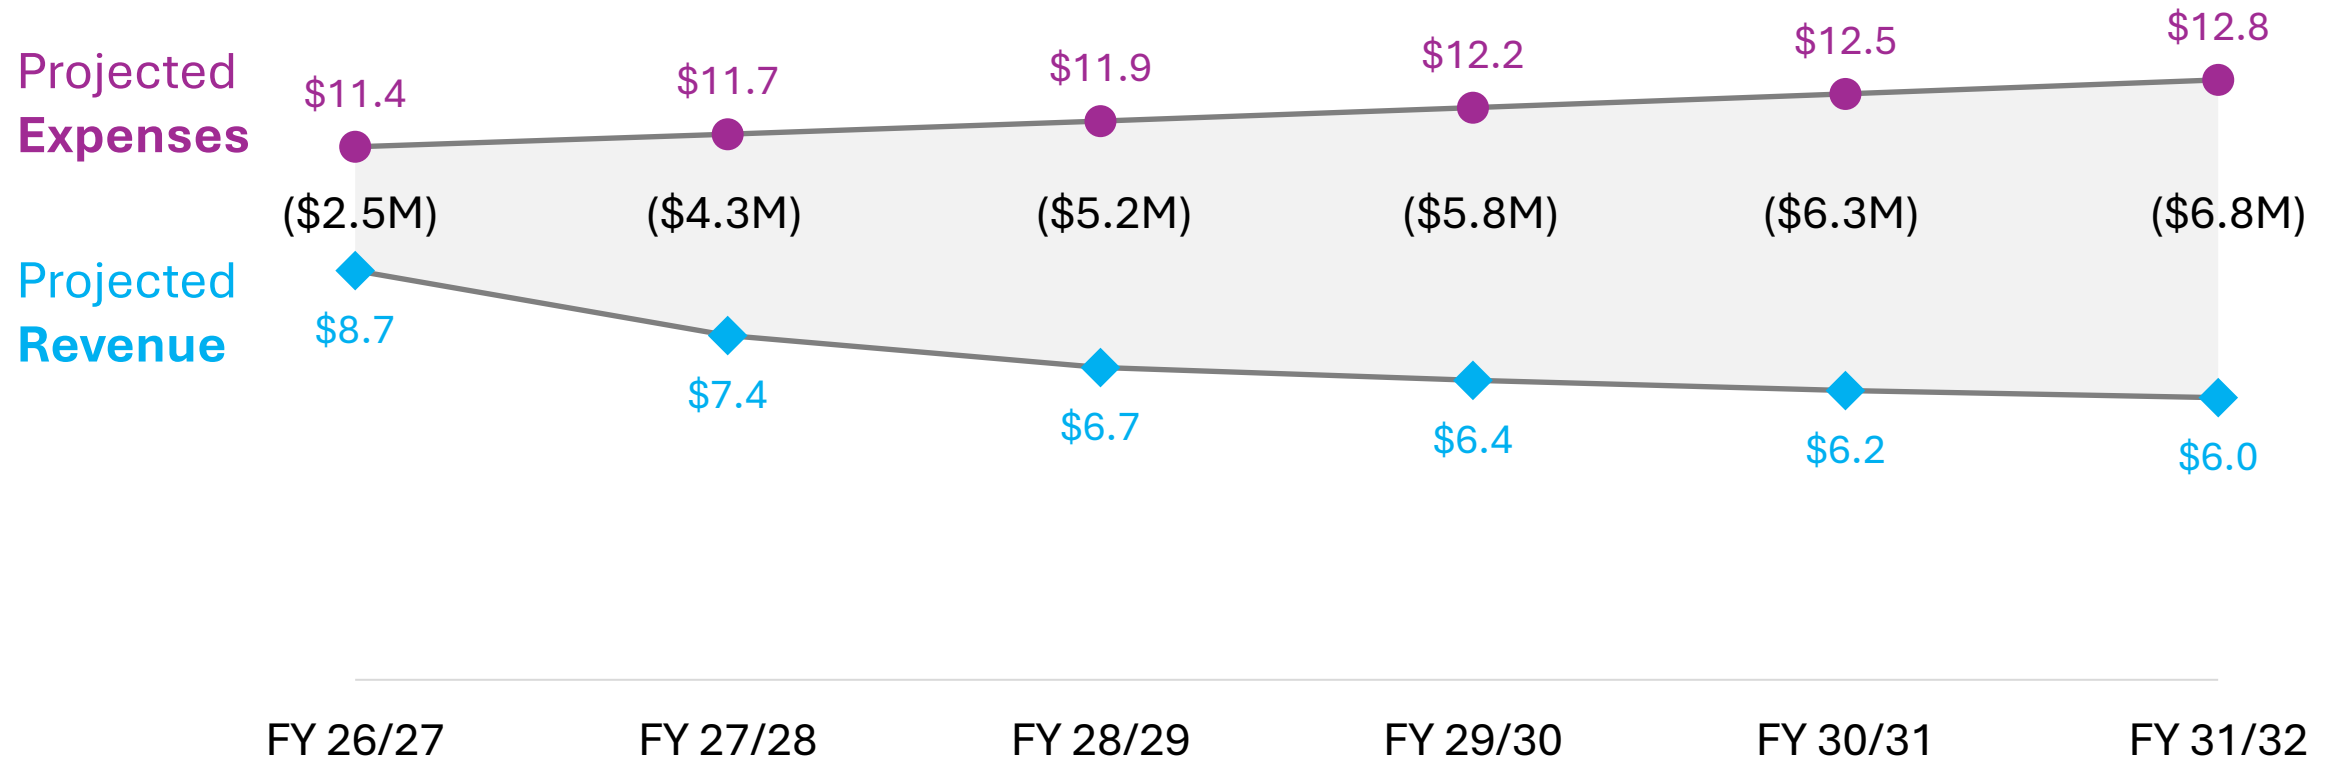 Projected
Expenses
$11.4
$11.7
$11.9
$12.2
$12.5
$12.8
($2.5M)
($4.3M)
($5.2M)
($5.8M)
($6.3M)
($6.8M)
Projected
Revenue
$8.7
$7.4
$6.7
$6.4
$6.2
$6.0
FY 26/27
FY 27/28
FY 28/29
FY 29/30
FY 30/31
FY 31/32